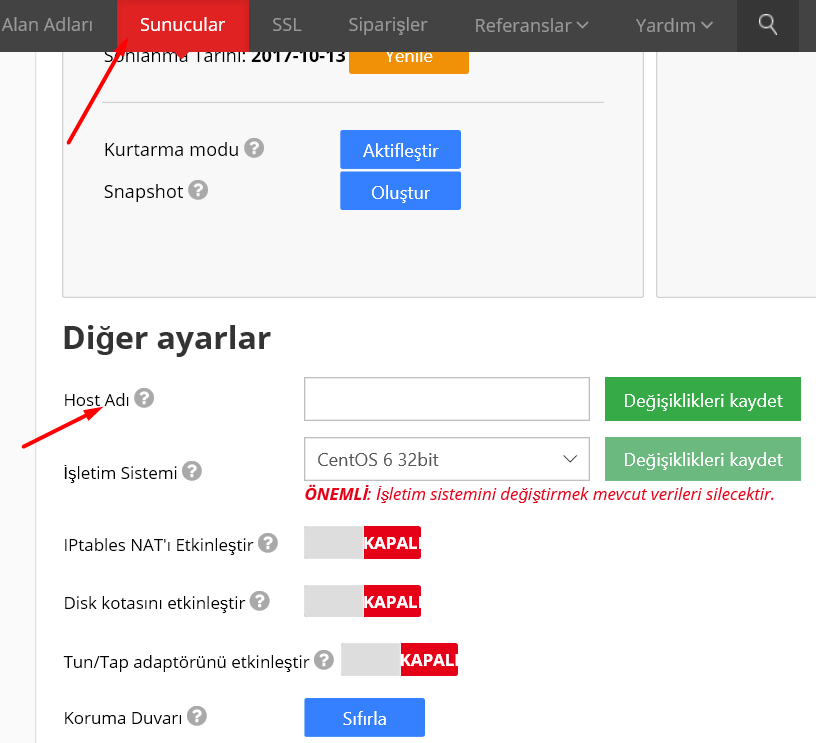 Alan Adları Sunucular SSL Siparişler Referanslar Yardım
Sonlanma Tarihi: 2017-10-13 Yenile
Kurtarma modu ? Aktifleştir
Snapshot ? Oluştur
Diğer ayarlar
Host Adı ? Değişiklikleri kaydet
İşletim Sistemi ? CentOS 6 32bit Değişiklikleri kaydet
ÖNEMLİ: İşletim sistemini değiştirmek mevcut verileri silecektir.
IPtables NAT'ı Etkinleştir ? KAPALI
Disk kotasını etkinleştir ? KAPALI
Tun/Tap adaptörünü etkinleştir ? KAPALI
Koruma Duvarı ? Sıfırla